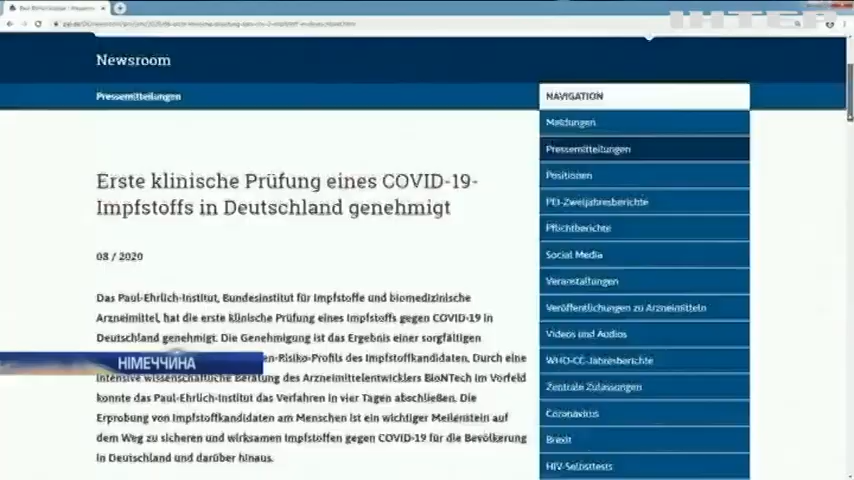 ІНТЕР
Newsroom
Pressemitteilungen
NAVIGATION
Meldungen
Pressemitteilungen
Positionen
PEI-Zweijahresberichte
Pflichtberichte
Social Media
Veranstaltungen
Veröffentlichungen zu Arzneimitteln
Videos und Audios
WHO-CC-Jahresberichte
Zentrale Zulassungen
Coronavirus
Brexit
HIV-Selbsttests
Erste klinische Prüfung eines COVID-19-
Impfstoffs in Deutschland genehmigt
08 / 2020
Das Paul-Ehrlich-Institut, Bundesinstitut für Impfstoffe und biomedizinische
Arzneimittel, hat die erste klinische Prüfung eines Impfstoffs gegen COVID-19 in
Deutschland genehmigt. Die Genehmigung ist das Ergebnis einer sorgfältigen
en-Risiko-Profils des Impfstoffkandidaten. Durch eine
intensive wissenschaftliche Beratung des Arzneimittelentwicklers BioNTech im Vorfeld
konnte das Paul-Ehrlich-Institut das Verfahren in vier Tagen abschließen. Die
Erprobung von Impfstoffkandidaten am Menschen ist ein wichtiger Meilenstein auf
dem Weg zu sicheren und wirksamen Impfstoffen gegen COVID-19 für die Bevölkerung
in Deutschland und darüber hinaus.
НІМЕЧЧИНА